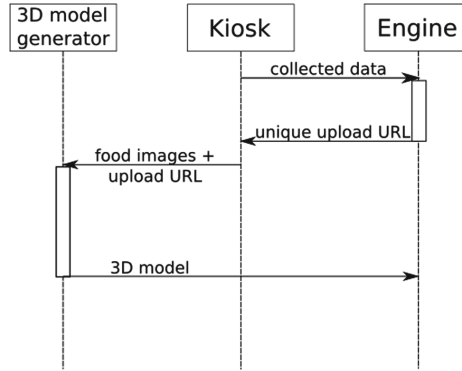 3D model
generator
Kiosk
Engine
collected data
unique upload URL
food images +
upload URL
3D model